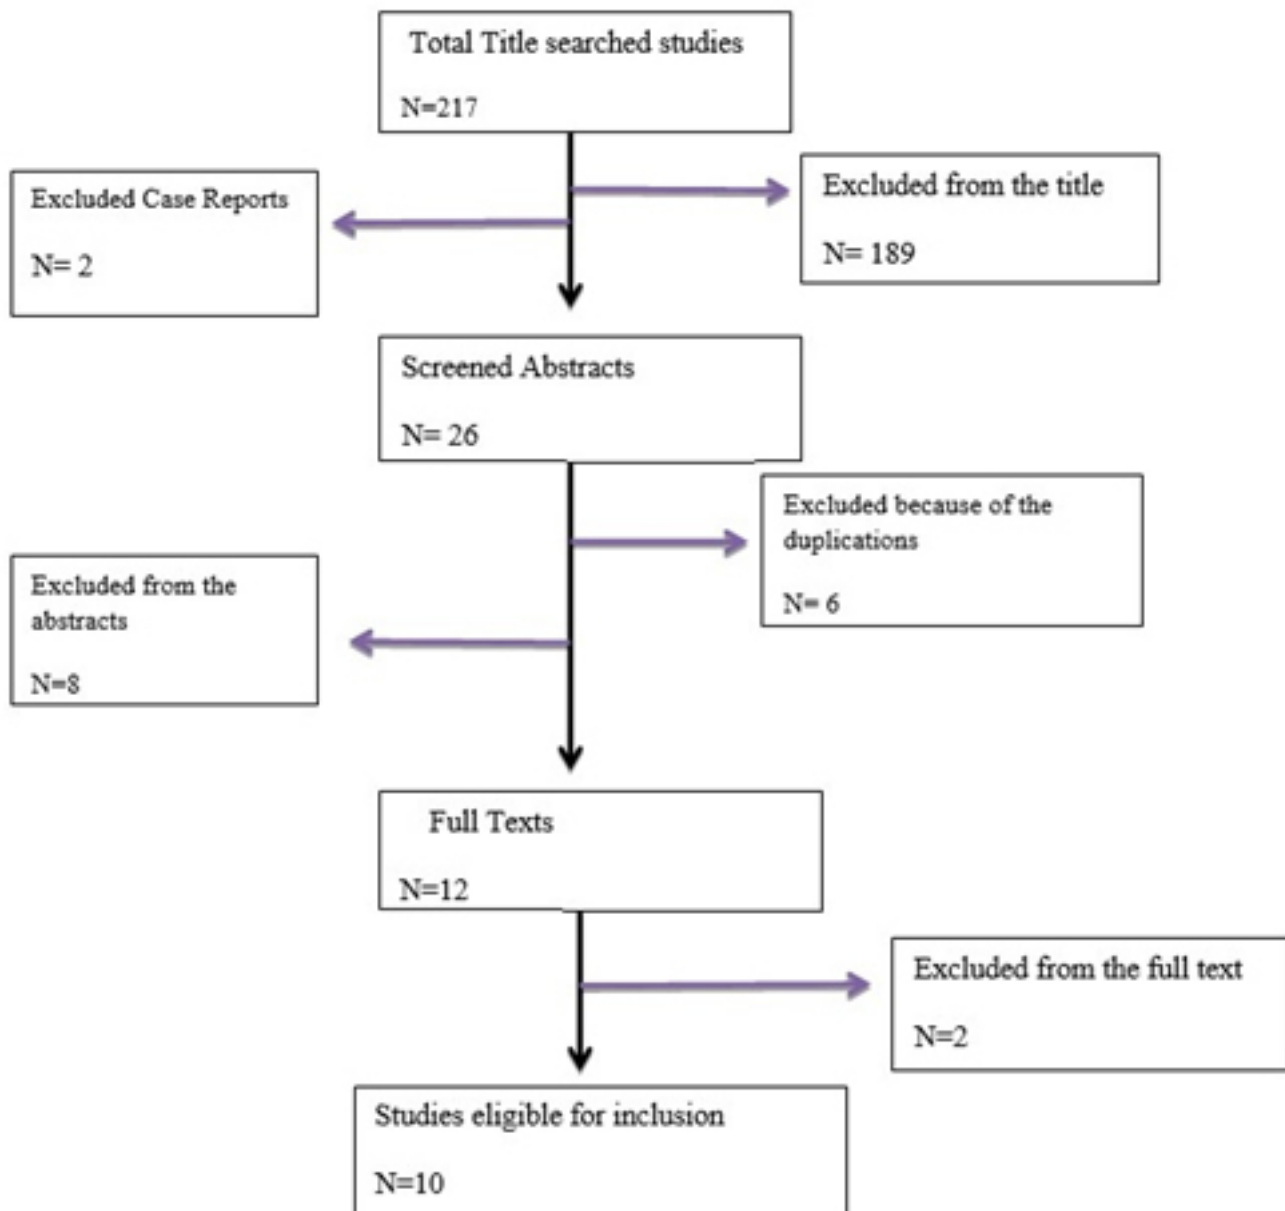 Total Title searched studies
N=217
Excluded Case Reports
N= 2
Excluded from the title
N= 189
Screened Abstracts
N= 26
Excluded because of the
duplications
N= 6
Excluded from the
abstracts
N=8
Full Texts
N=12
Excluded from the full text
N=2
Studies eligible for inclusion
N=10